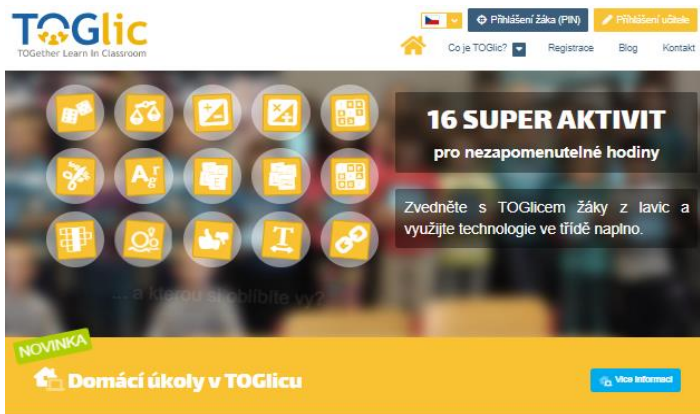 TOGlic
TOGether Learn In Classroom
Přihlášení žáka (PIN)
Přihlášení učitele
Co je TOGlic?
Registrace
Blog
Kontakt
16 SUPER AKTIVIT
pro nezapomenutelné hodiny
Zvedněte s TOGlicem žáky z lavic a
využijte technologie ve třídě naplno.
... a kterou si oblíbíte vy?
NOVINKA
Domácí úkoly v TOGlicu
Více informací